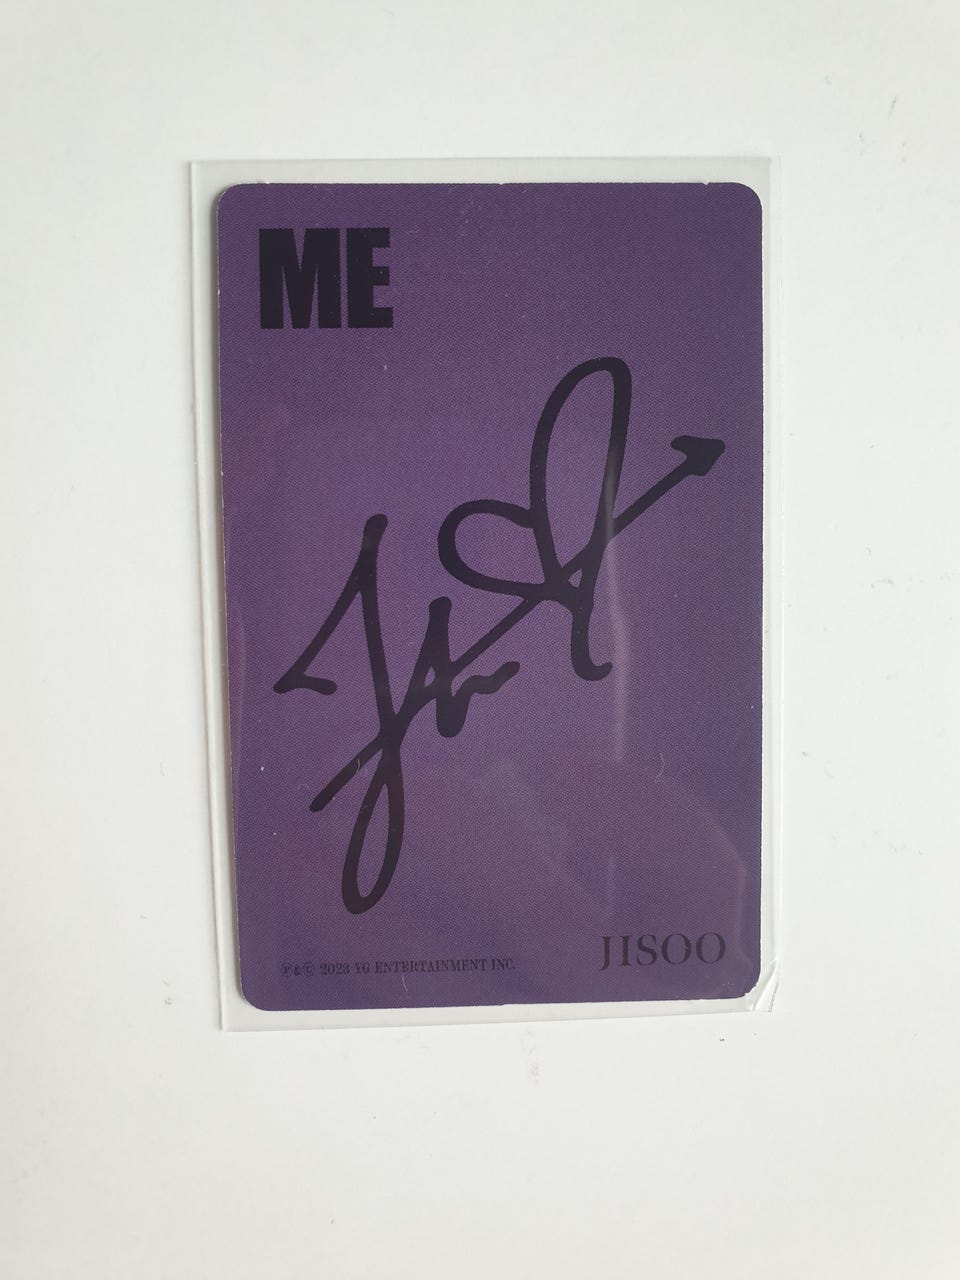 ME
℗ & © 2023 YG ENTERTAINMENT INC.
JISOO